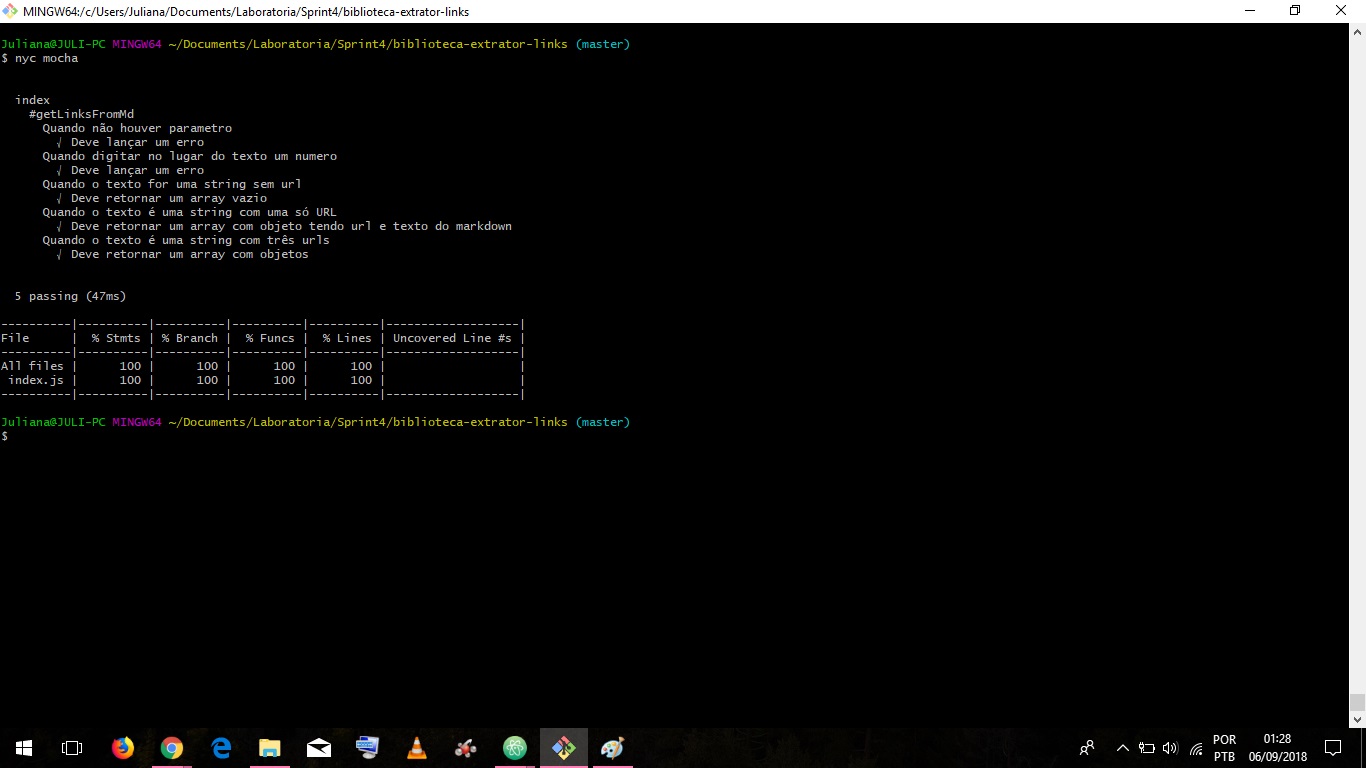 MINGW64:/c/Users/Juliana/Documents/Laboratoria/Sprint4/biblioteca-extrator-links
Juliana@JULI-PC MINGW64 ~/Documents/Laboratoria/Sprint4/biblioteca-extrator-links (master)
$ nyc mocha
index
#getLinksFromMd
Quando não houver parametro
√ Deve lançar um erro
Quando digitar no lugar do texto um numero
√ Deve lançar um erro
Quando o texto for uma string sem url
√ Deve retornar um array vazio
Quando o texto é uma string com uma só URL
√ Deve retornar um array com objeto tendo url e texto do markdown
Quando o texto é uma string com três urls
√ Deve retornar um array com objetos
5 passing (47ms)
----------|----------|----------|----------|----------|-------------------|
File      |  % Stmts | % Branch |  % Funcs |  % Lines | Uncovered Line #s |
----------|----------|----------|----------|----------|-------------------|
All files |      100 |      100 |      100 |      100 |                   |
 index.js |      100 |      100 |      100 |      100 |                   |
----------|----------|----------|----------|----------|-------------------|
Juliana@JULI-PC MINGW64 ~/Documents/Laboratoria/Sprint4/biblioteca-extrator-links (master)
$
POR 01:28
PTB 06/09/2018